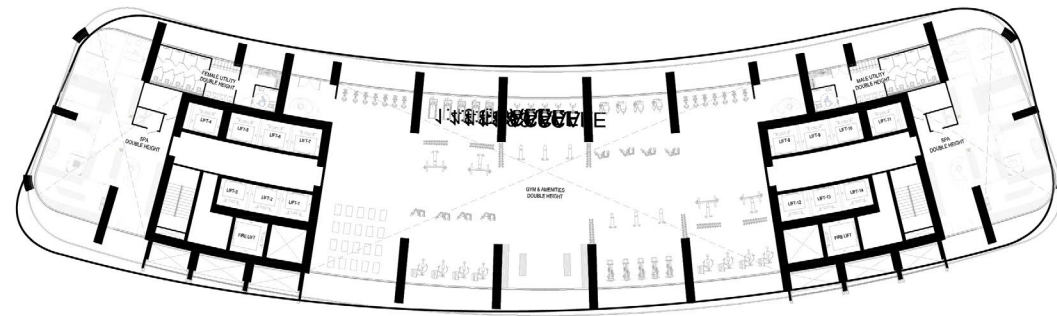 FEMALE UTILITY
DOUBLE HEIGHT
MALE UTILITY
DOUBLE HEIGHT
LIFT-4
LIFT-5
LIFT-6
LIFT-7
LIFT-8
LIFT-9
LIFT-10
LIFT-11
SPA
DOUBLE HEIGHT
SPA
DOUBLE HEIGHT
GYM & AMENITIES
DOUBLE HEIGHT
LIFT-3
LIFT-2
LIFT-1
LIFT-12
LIFT-13
LIFT-14
FIRE LIFT
FIRE LIFT